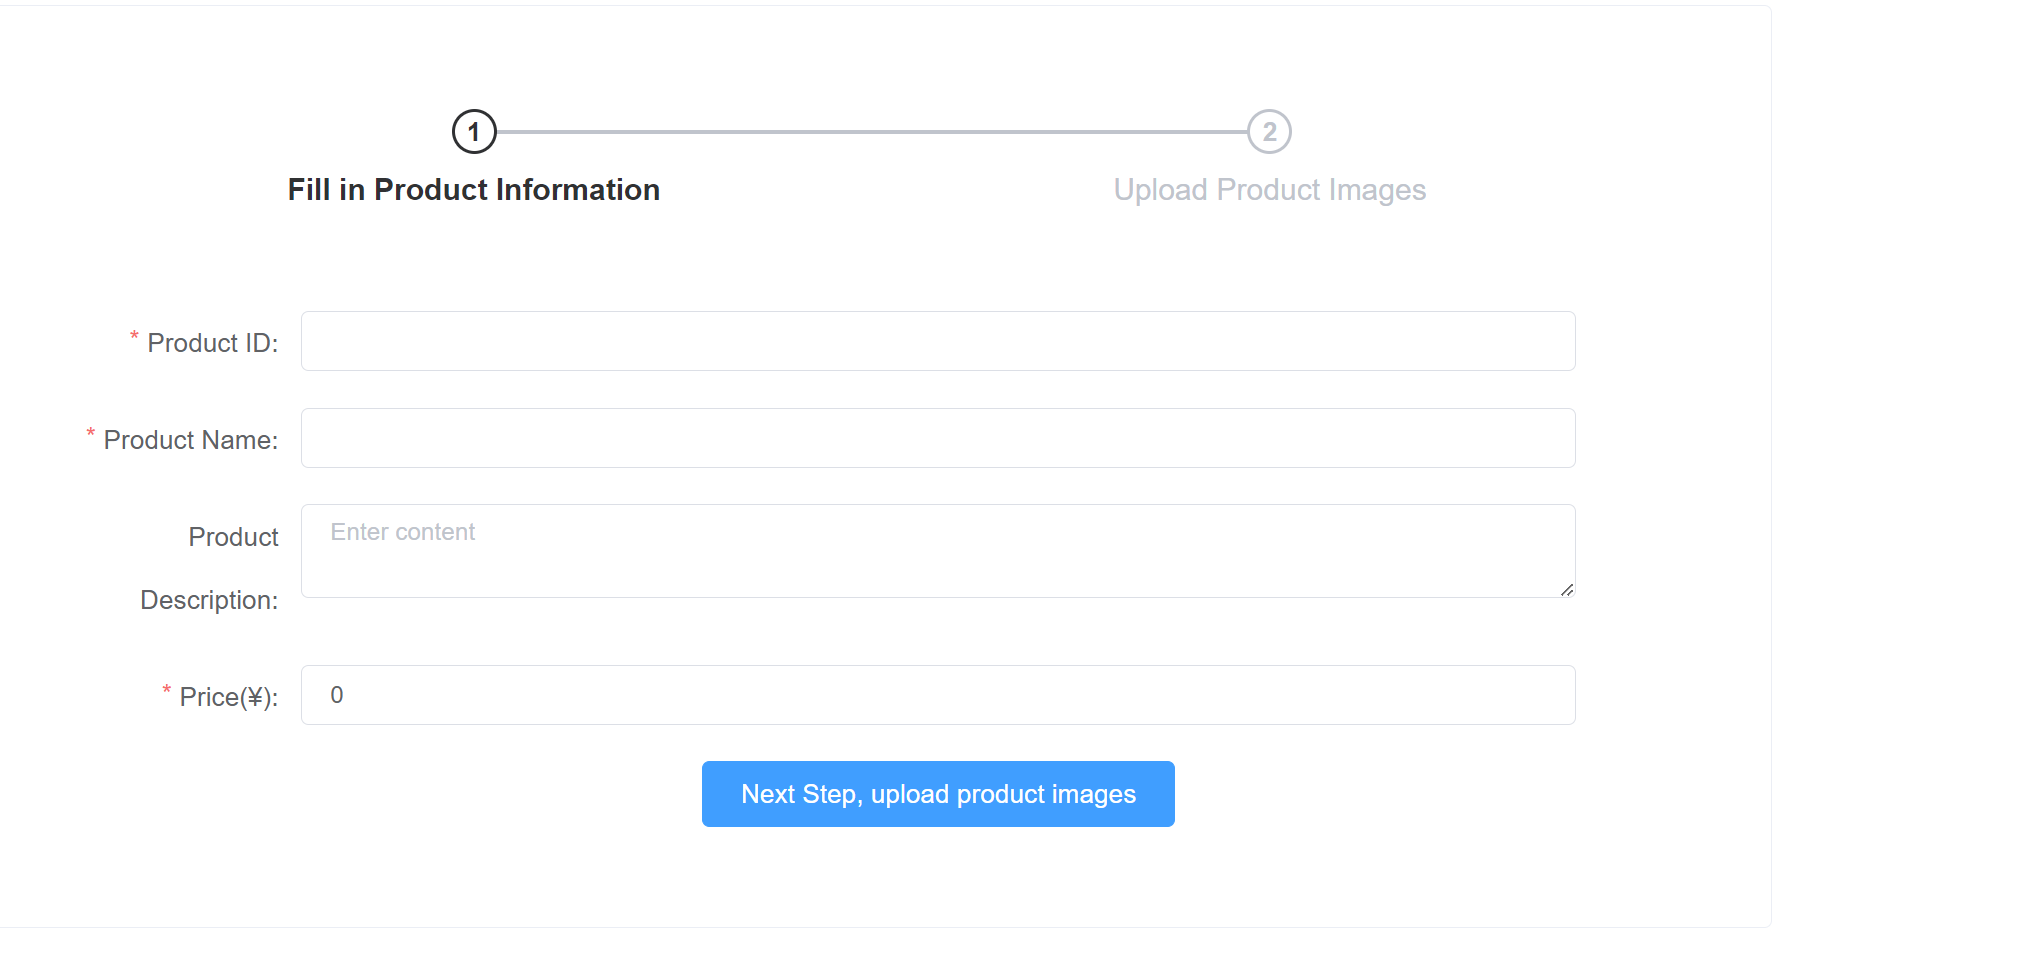 1
2
Fill in Product Information
Upload Product Images
* Product ID:
* Product Name:
Product
Description:
Enter content
* Price(¥):
0
Next Step, upload product images